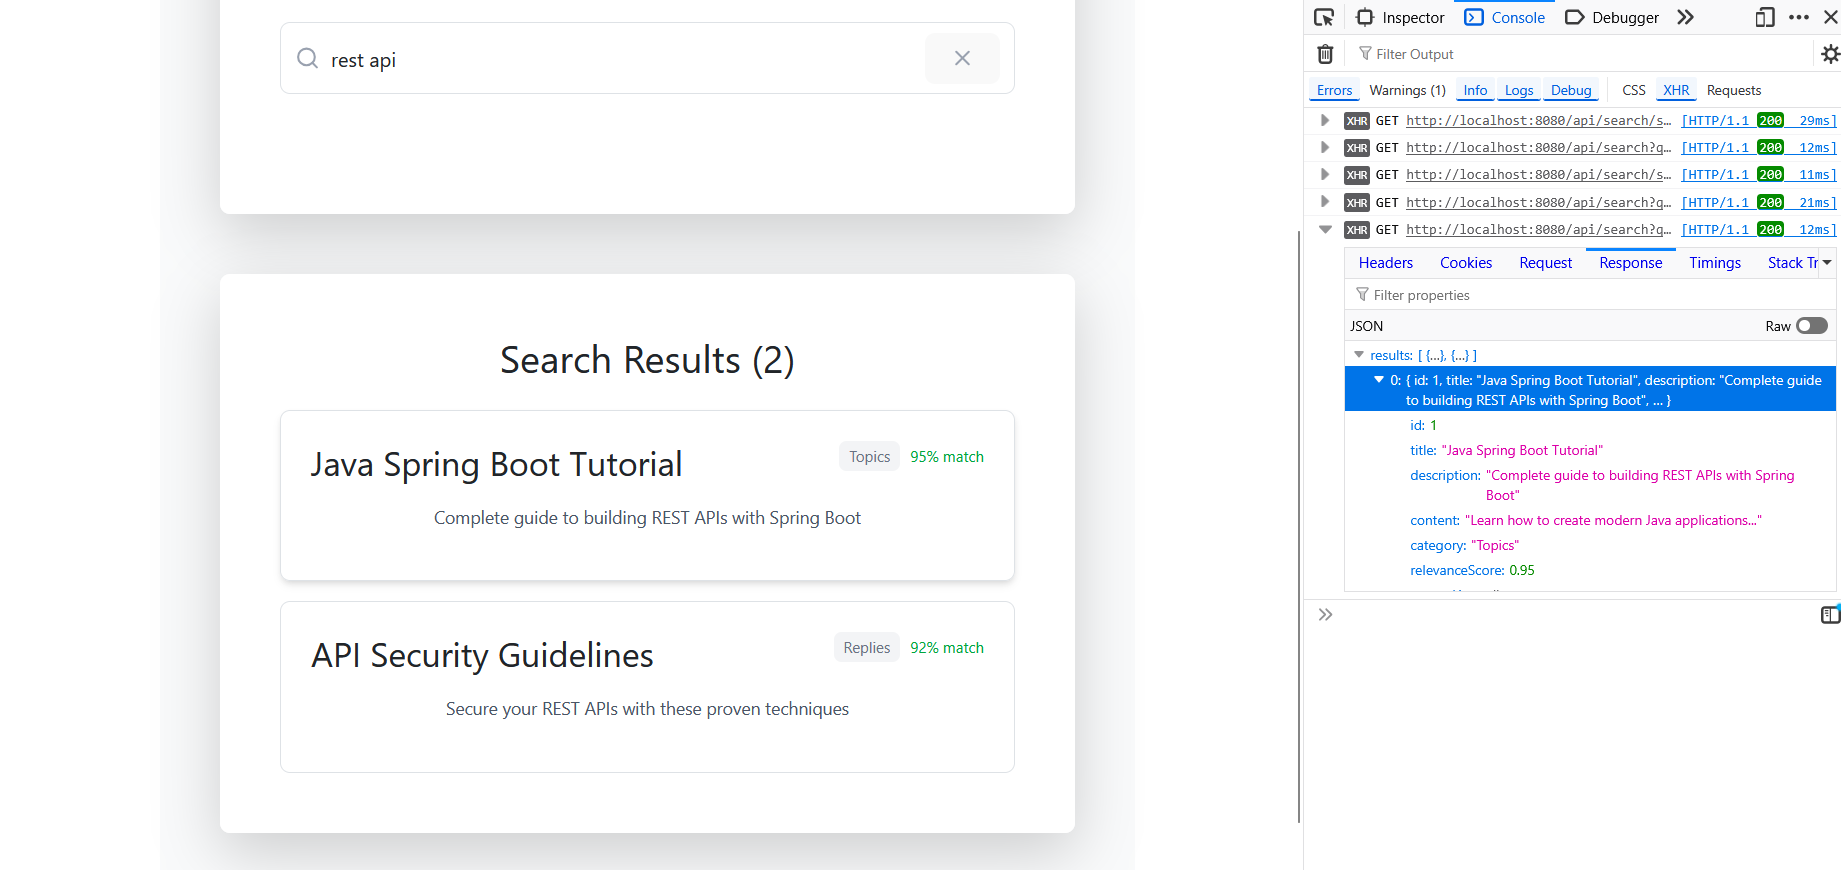 rest api
Search Results (2)
Java Spring Boot Tutorial
Topics
95% match
Complete guide to building REST APIs with Spring Boot
API Security Guidelines
Replies
92% match
Secure your REST APIs with these proven techniques
Inspector
Console
Debugger
Filter Output
Errors
Warnings (1)
Info
Logs
Debug
CSS
XHR
Requests
XHR GET http://localhost:8080/api/search/s… [HTTP/1.1 200 29ms]
XHR GET http://localhost:8080/api/search?q… [HTTP/1.1 200 12ms]
XHR GET http://localhost:8080/api/search/s… [HTTP/1.1 200 11ms]
XHR GET http://localhost:8080/api/search?q… [HTTP/1.1 200 21ms]
XHR GET http://localhost:8080/api/search?q… [HTTP/1.1 200 12ms]
Headers
Cookies
Request
Response
Timings
Stack Tr
Filter properties
JSON
Raw
results: [ {…}, {…} ]
0: { id: 1, title: "Java Spring Boot Tutorial", description: "Complete guide
to building REST APIs with Spring Boot", … }
id: 1
title: "Java Spring Boot Tutorial"
description: "Complete guide to building REST APIs with Spring
Boot"
content: "Learn how to create modern Java applications..."
category: "Topics"
relevanceScore: 0.95